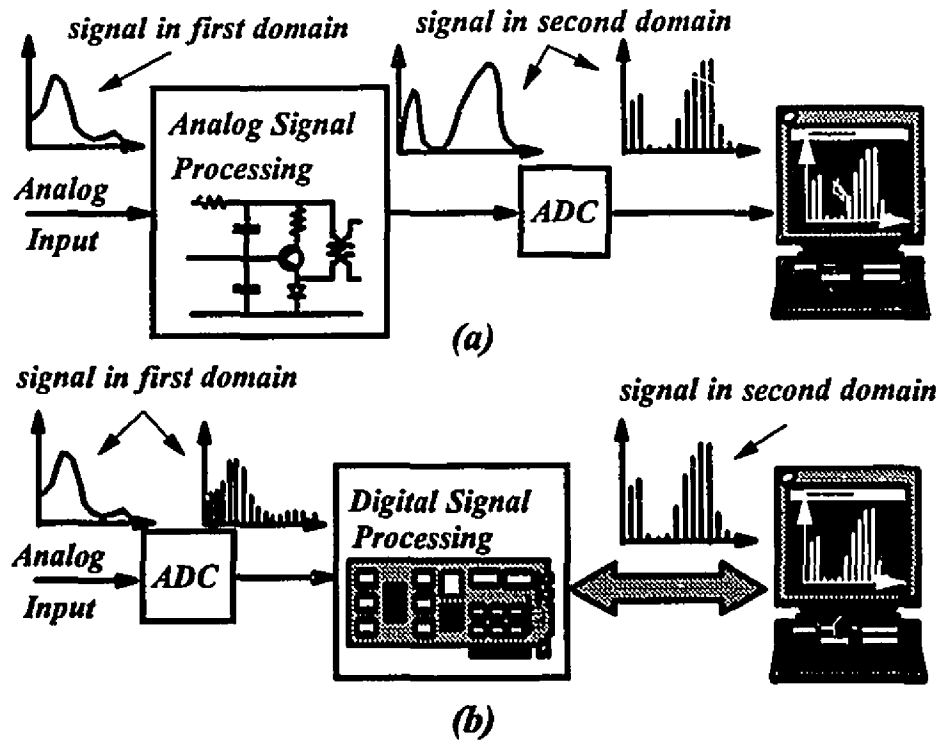 signal in first domain
signal in second domain
Analog Signal
Processing
Analog
Input
ADC
(a)
signal in first domain
signal in second domain
Digital Signal
Processing
Analog
Input
ADC
(b)